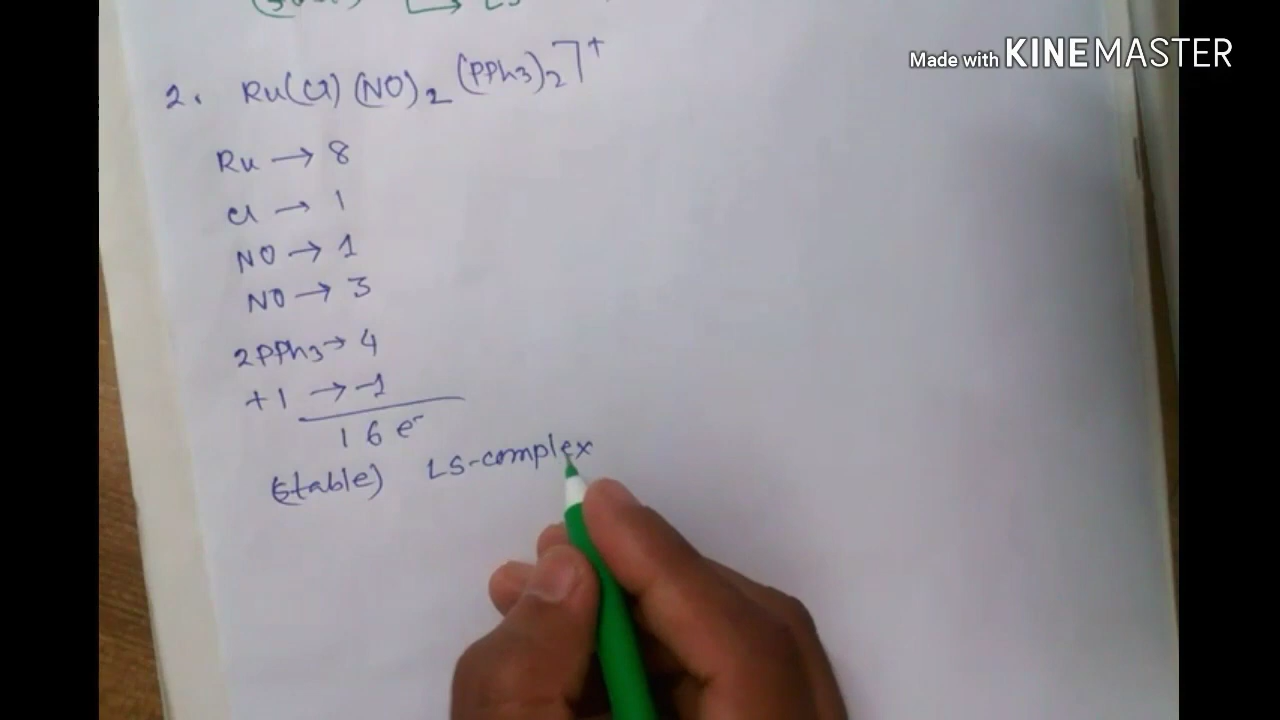 Made with KINEMASTER
2. Ru(Cl)(NO)2(PPh3)2]+
Ru → 8
Cl → 1
NO → 1
NO → 3
2PPh3 → 4
+1 → -1
16 e-
(stable) LS-complex